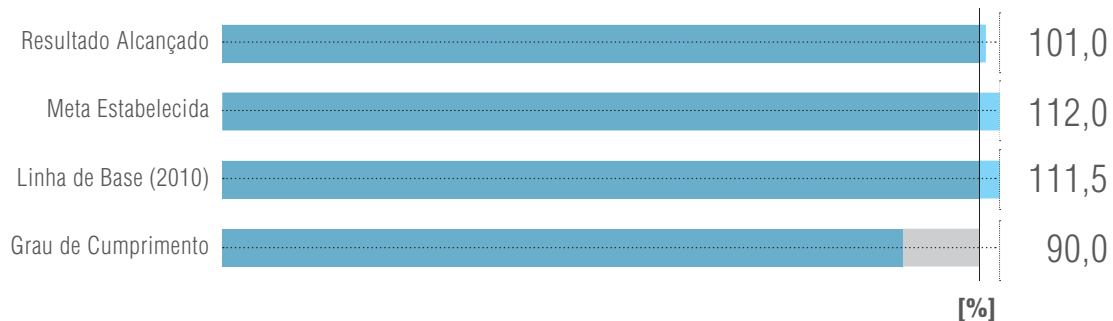 Resultado Alcançado 101,0
Meta Estabelecida 112,0
Linha de Base (2010) 111,5
Grau de Cumprimento 90,0
[%]